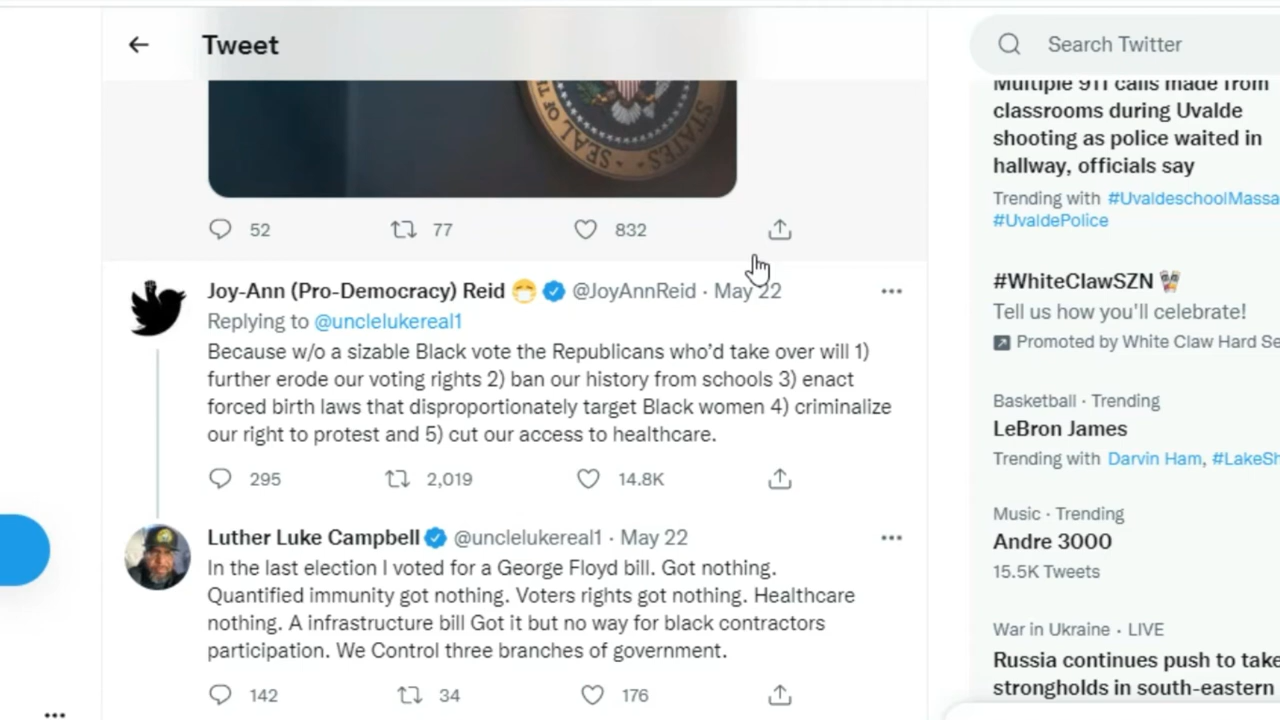 Tweet
SEAL OF TH
STATES
52 77 832
Joy-Ann (Pro-Democracy) Reid 😷 @JoyAnnReid · May 22
Replying to @unclelukereal1
Because w/o a sizable Black vote the Republicans who'd take over will 1)
further erode our voting rights 2) ban our history from schools 3) enact
forced birth laws that disproportionately target Black women 4) criminalize
our right to protest and 5) cut our access to healthcare.
295 2,019 14.8K
Luther Luke Campbell @unclelukereal1 · May 22
In the last election I voted for a George Floyd bill. Got nothing.
Quantified immunity got nothing. Voters rights got nothing. Healthcare
nothing. A infrastructure bill Got it but no way for black contractors
participation. We Control three branches of government.
142 34 176
Search Twitter
Multiple 911 calls made from
classrooms during Uvalde
shooting as police waited in
hallway, officials say
Trending with #UvaldeschoolMassa
#UvaldePolice
#WhiteClawSZN
Tell us how you'll celebrate!
Promoted by White Claw Hard Se
Basketball · Trending
LeBron James
Trending with Darvin Ham, #LakeSh
Music · Trending
Andre 3000
15.5K Tweets
War in Ukraine · LIVE
Russia continues push to take
strongholds in south-eastern